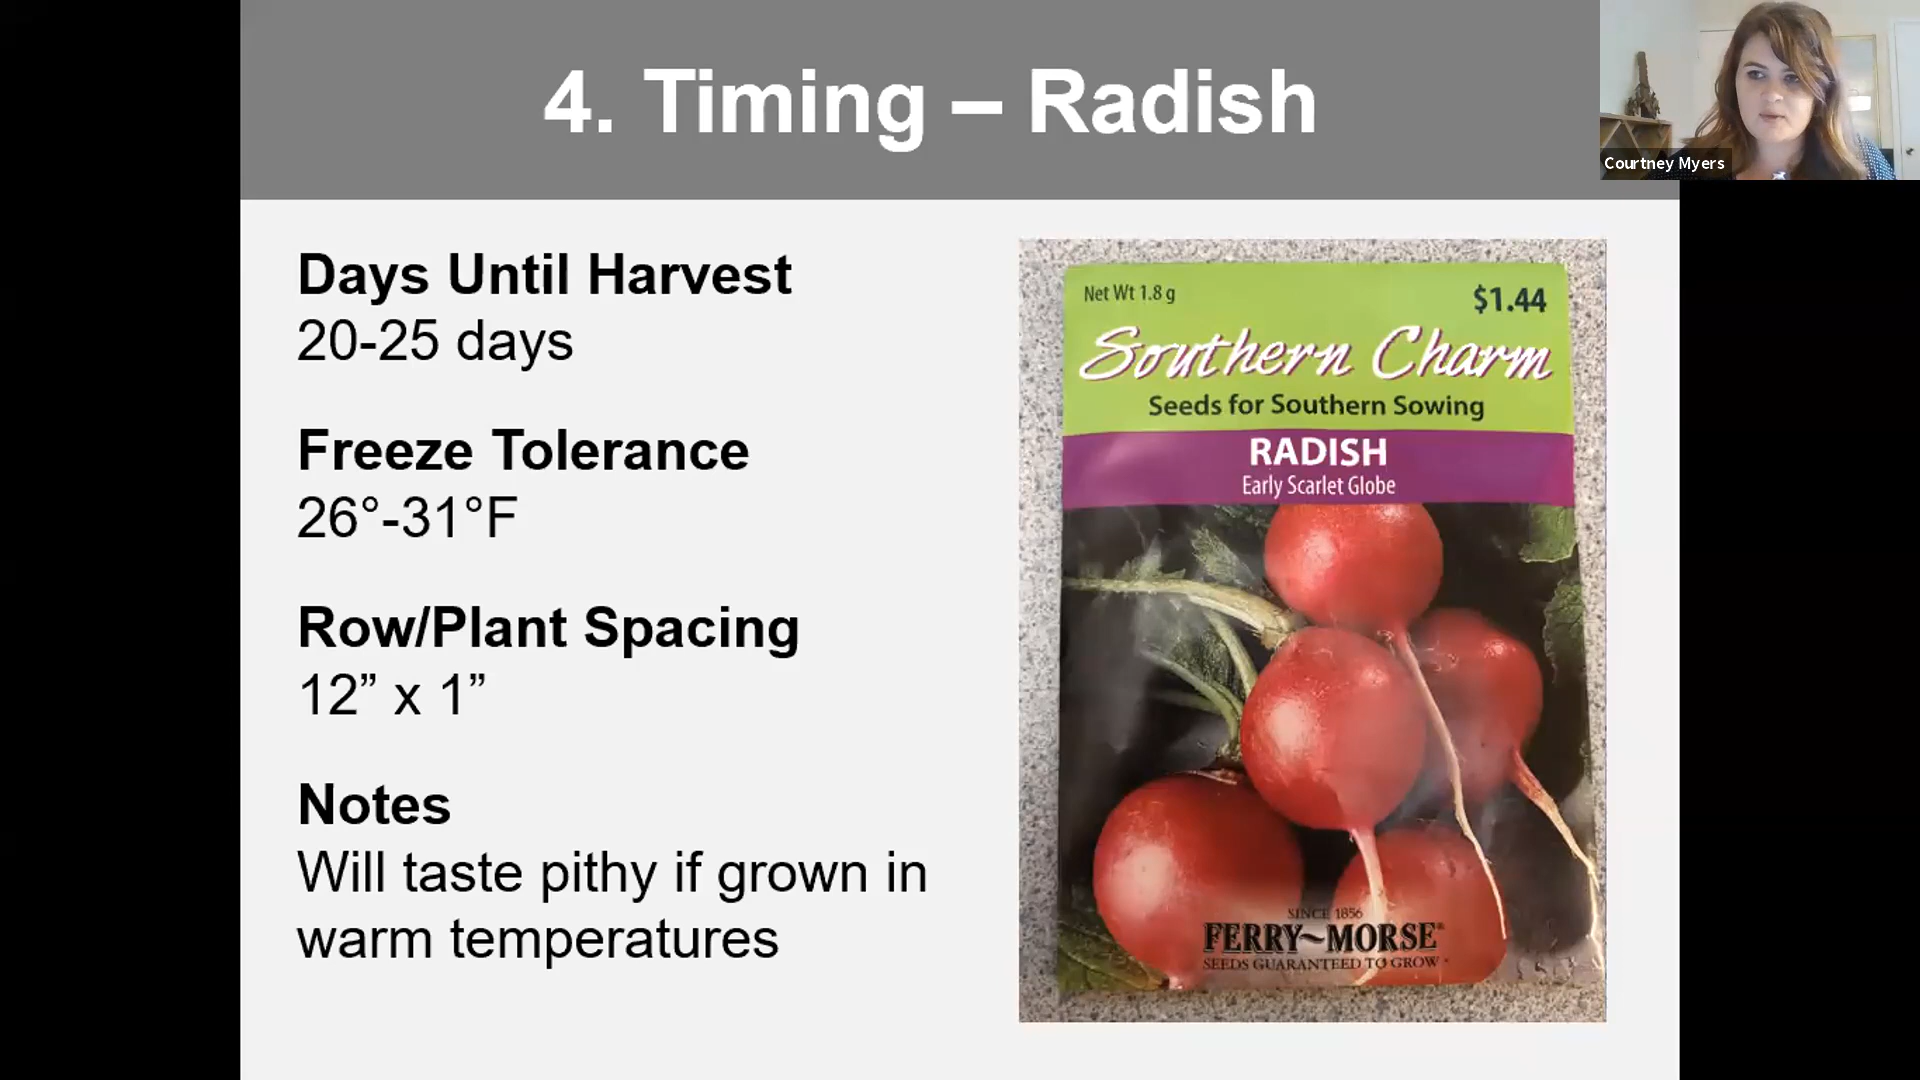 4. Timing – Radish
Courtney Myers
Days Until Harvest
20-25 days
Freeze Tolerance
26°-31°F
Row/Plant Spacing
12” x 1”
Notes
Will taste pithy if grown in
warm temperatures
Net Wt 1.8 g
$1.44
Southern Charm
Seeds for Southern Sowing
RADISH
Early Scarlet Globe
SINCE 1856
FERRY~MORSE®
SEEDS GUARANTEED TO GROW